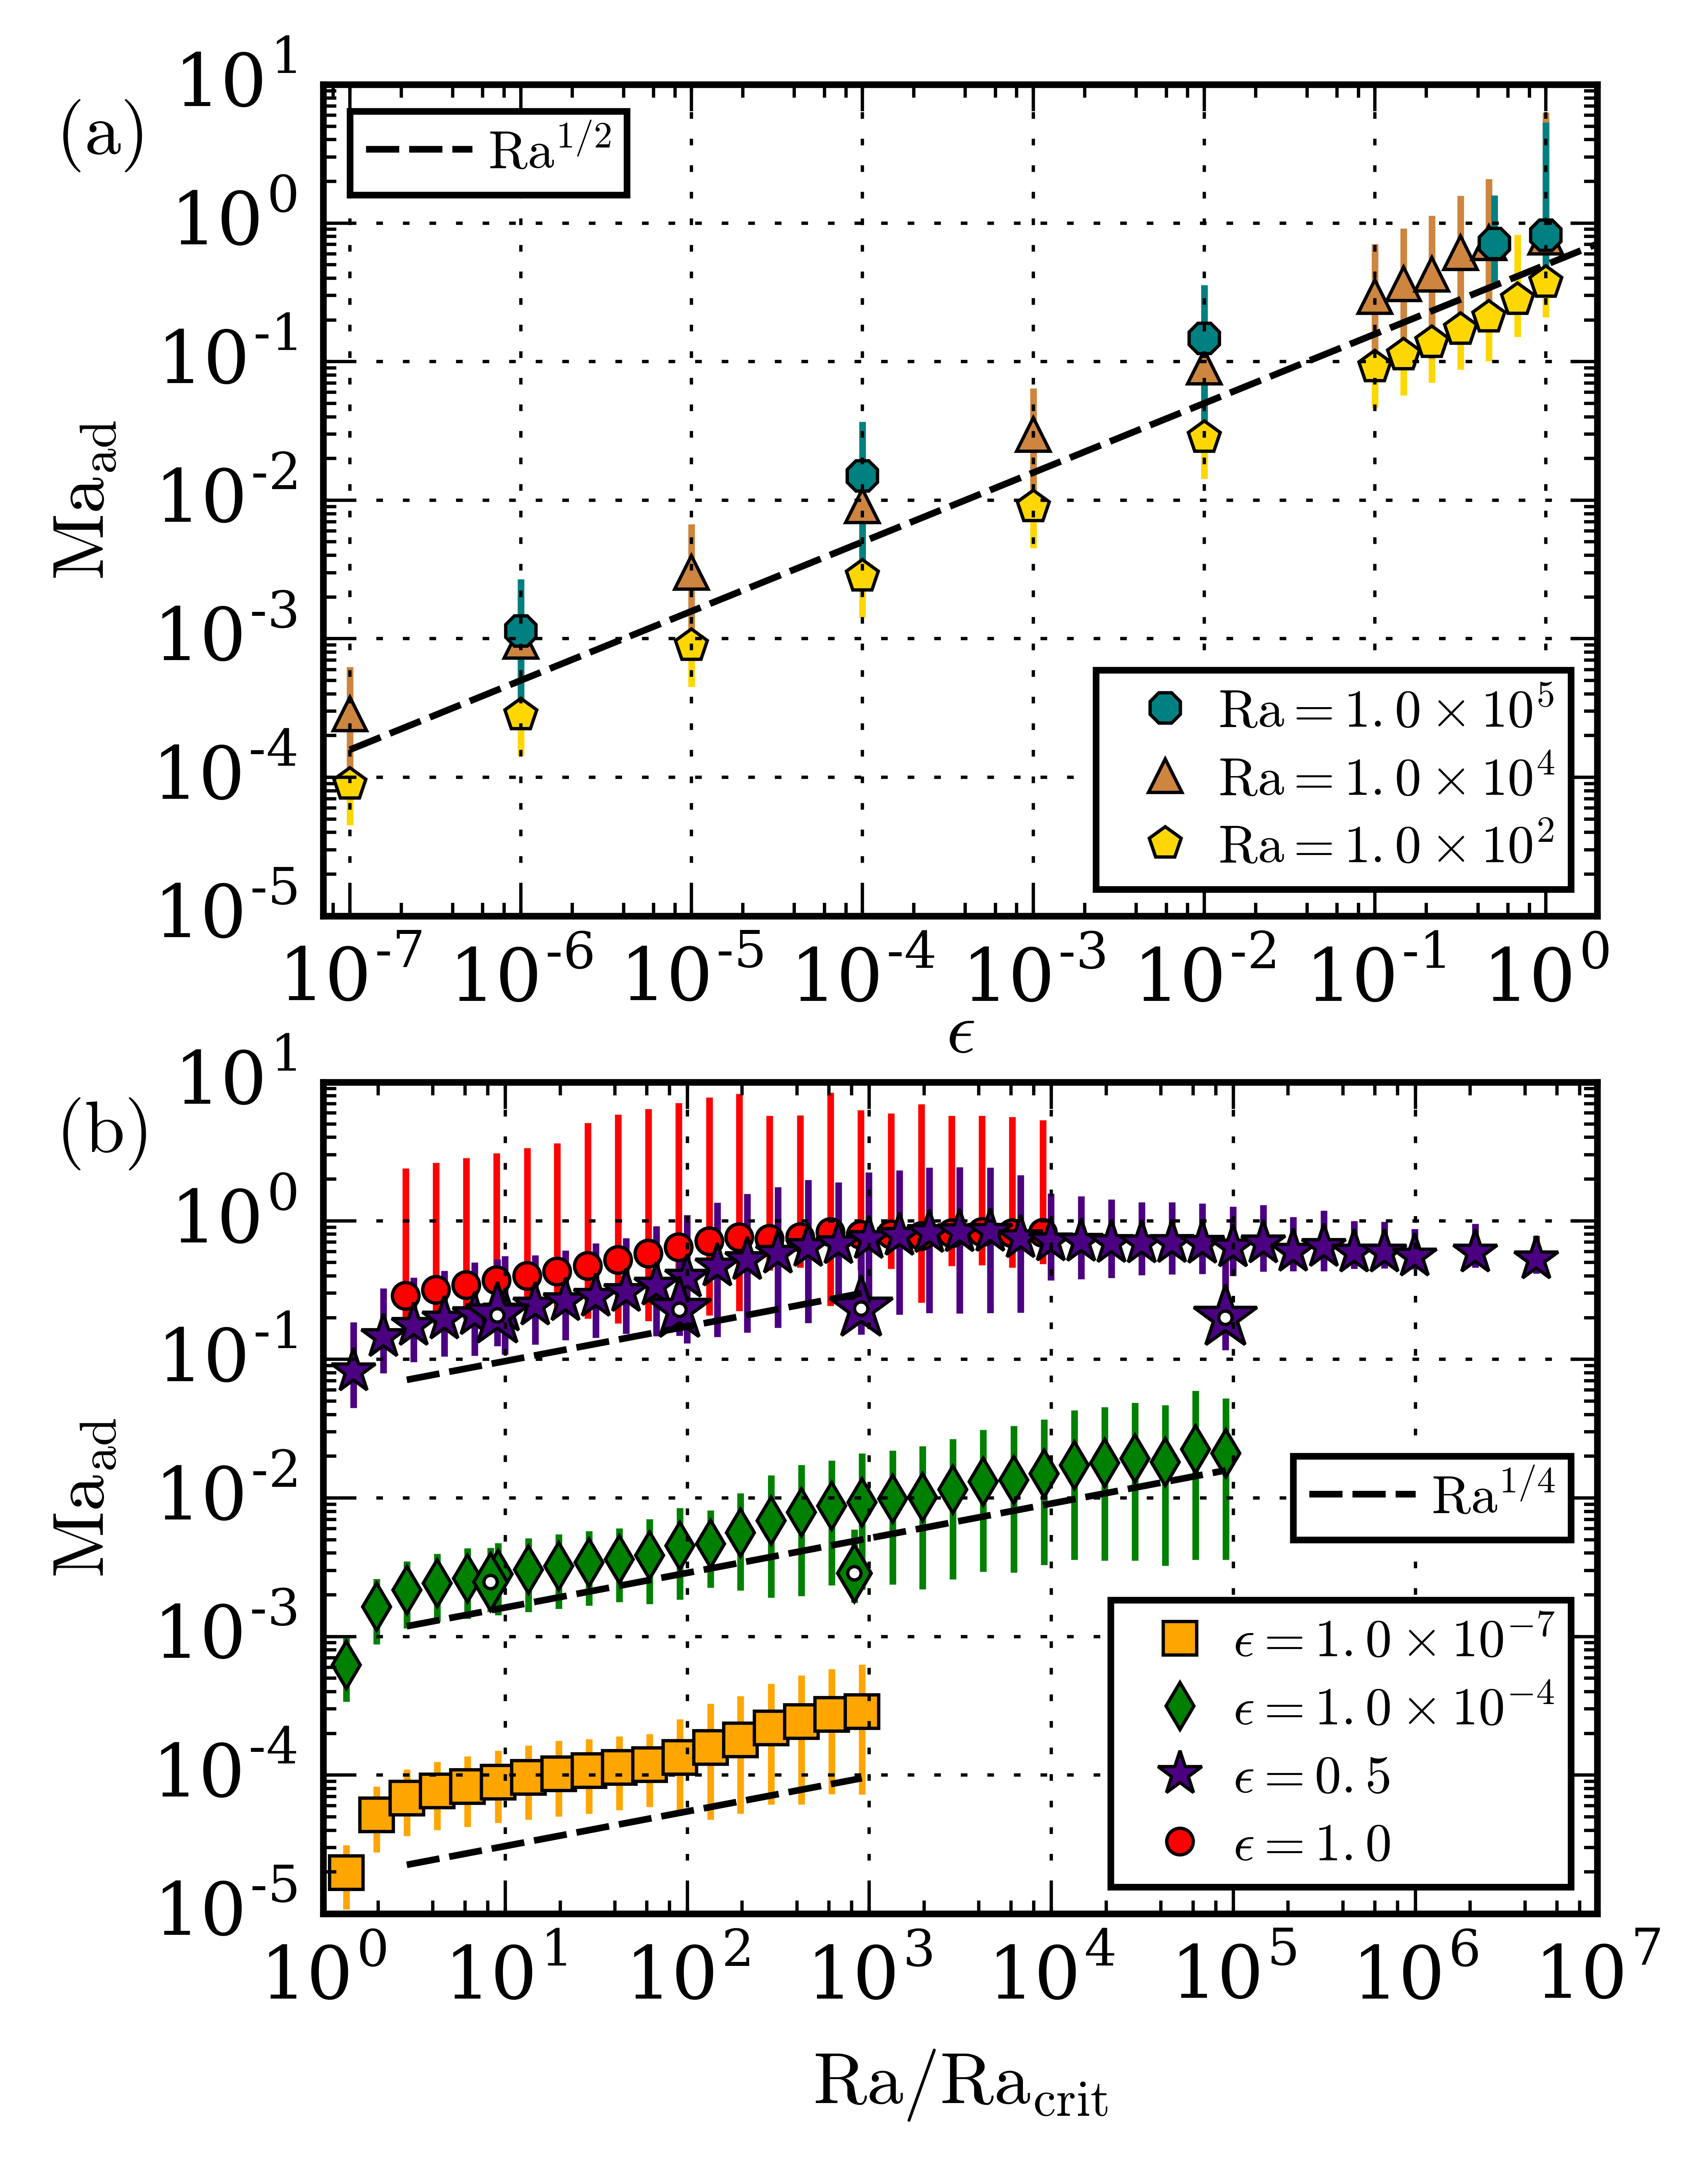 (a)
10^1
10^0
10^-1
10^-2
10^-3
10^-4
10^-5
Ma_ad
Ra^1/2
Ra = 1.0 × 10^5
Ra = 1.0 × 10^4
Ra = 1.0 × 10^2
10^-7 10^-6 10^-5 10^-4 10^-3 10^-2 10^-1 10^0
ϵ
(b)
10^1
10^0
10^-1
10^-2
10^-3
10^-4
10^-5
Ma_ad
Ra^1/4
ϵ = 1.0 × 10^−7
ϵ = 1.0 × 10^−4
ϵ = 0.5
ϵ = 1.0
10^0 10^1 10^2 10^3 10^4 10^5 10^6 10^7
Ra/Ra_crit